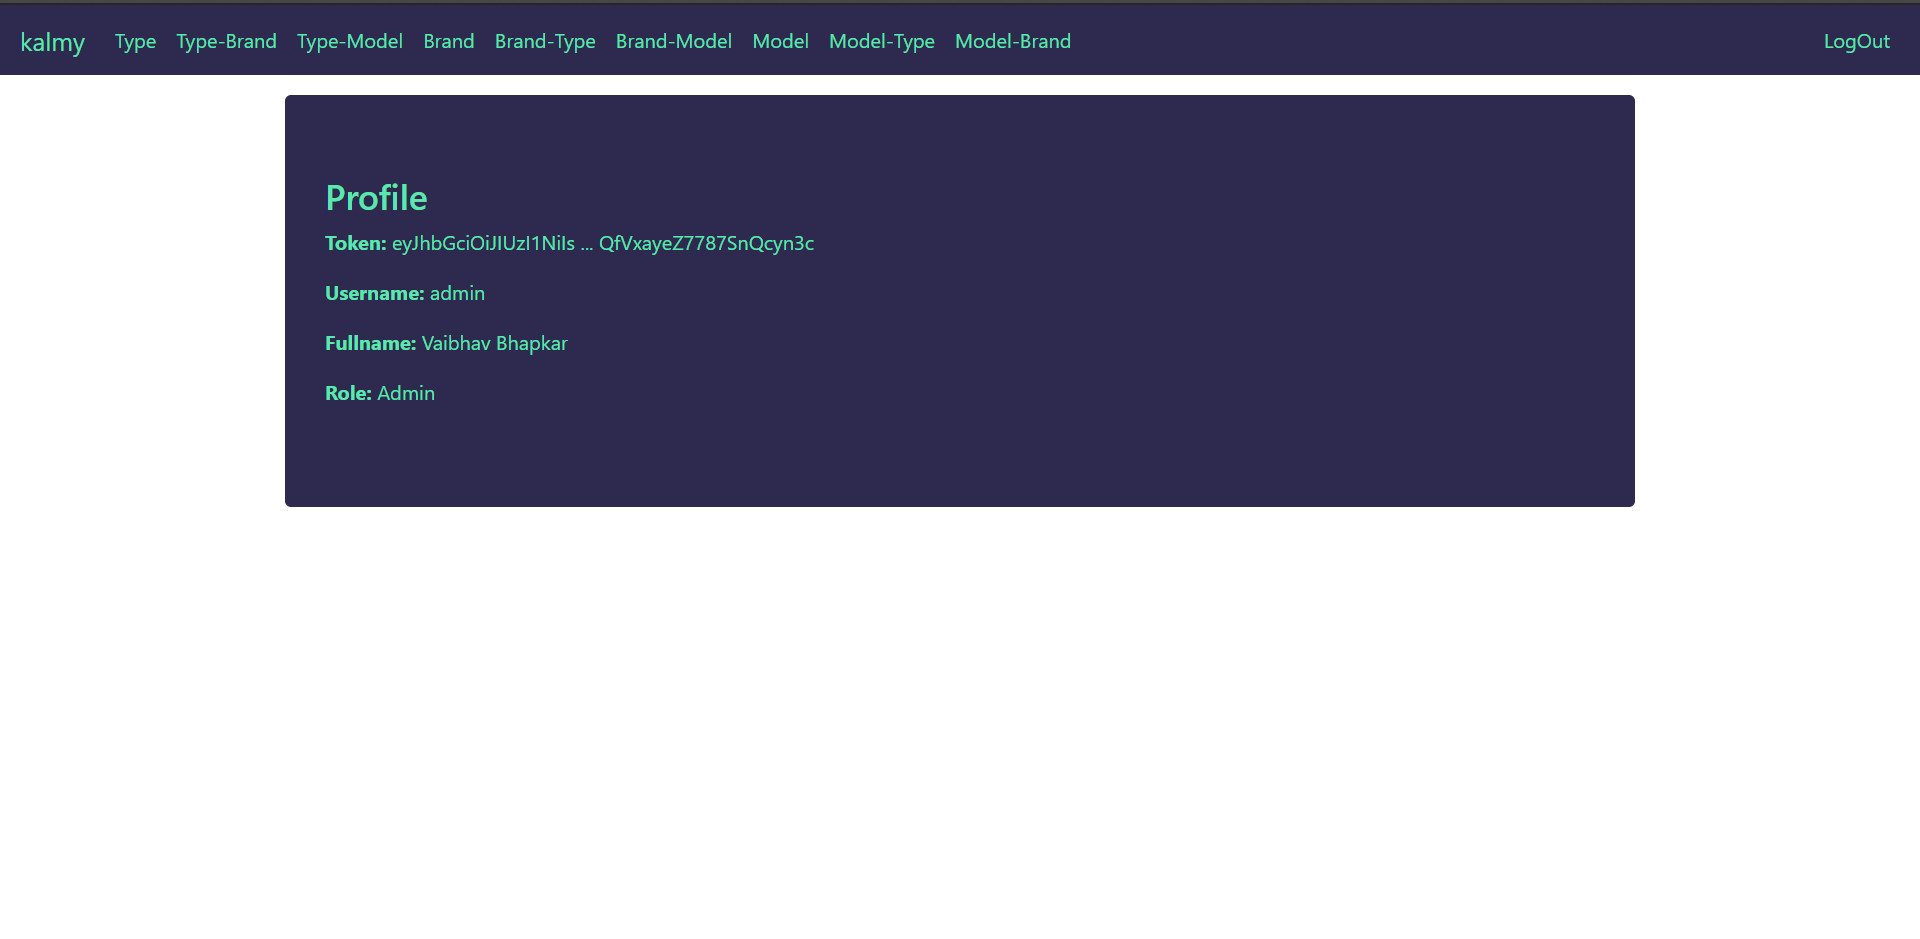 kalmy Type Type-Brand Type-Model Brand Brand-Type Brand-Model Model Model-Type Model-Brand LogOut
Profile
Token: eyJhbGciOiJIUzI1NiIs ... QfVxayeZ7787SnQcyn3c
Username: admin
Fullname: Vaibhav Bhapkar
Role: Admin